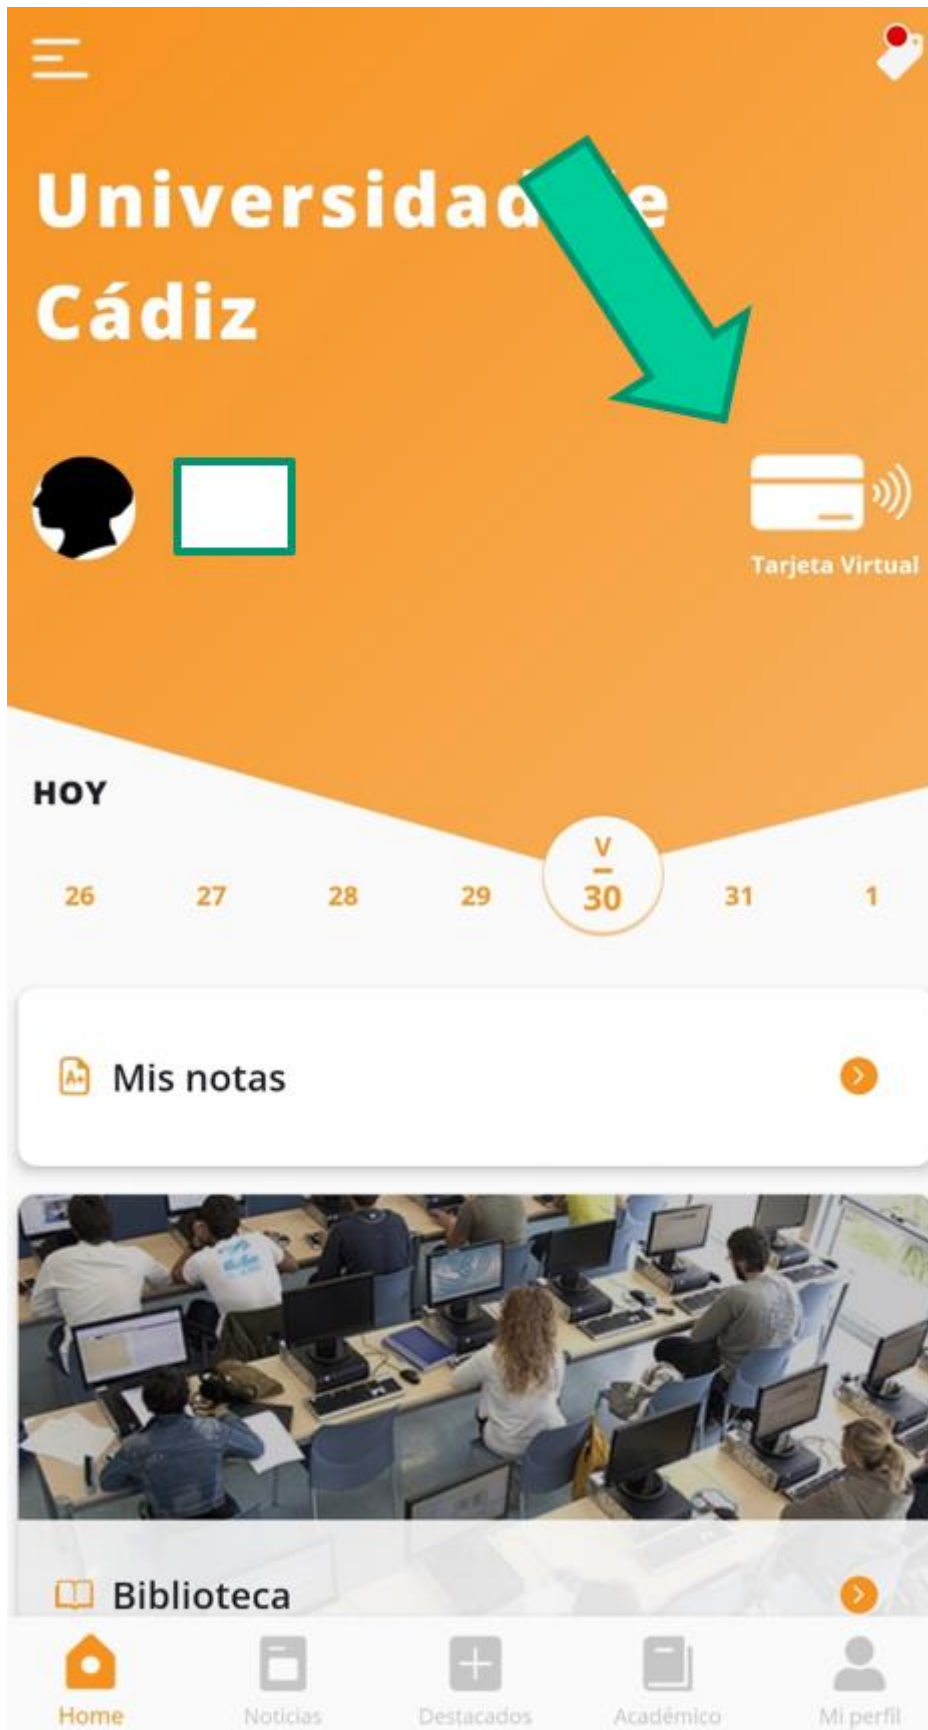 Universidad e
Cádiz
Tarjeta Virtual
HOY
V
26 27 28 29 30 31 1
A+ Mis notas
Biblioteca
Home Noticias Destacados Académico Mi perfil